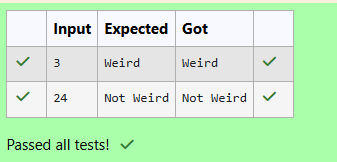 Input Expected Got
3 Weird Weird
24 Not Weird Not Weird
Passed all tests!